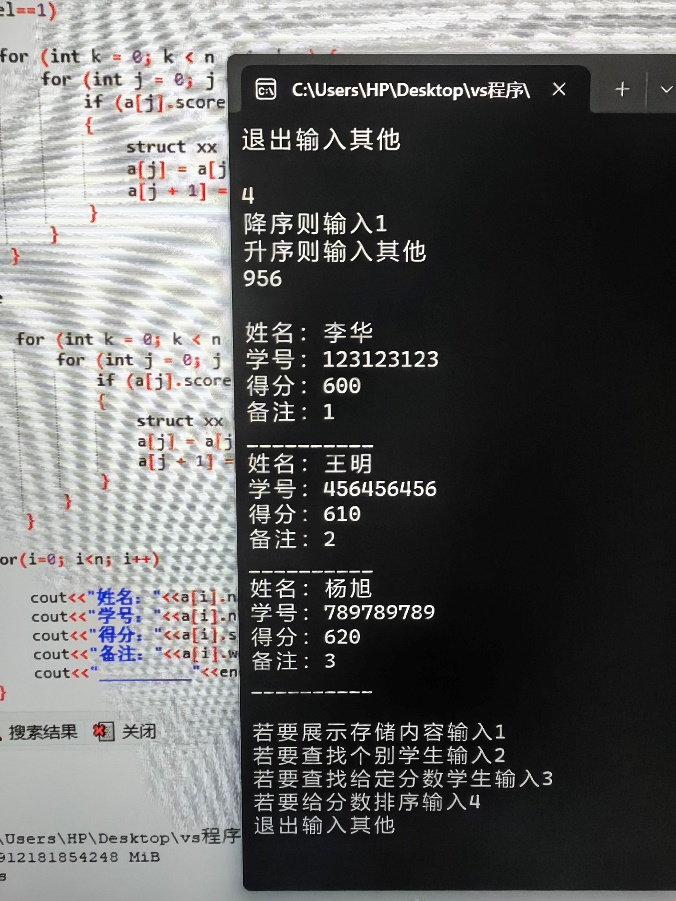 el==1)
for (int k = 0; k < n
for (int j = 0; j
if (a[j].score
{
struct xx
a[j] = a[j
a[j + 1] =
}
}
}
e
for (int k = 0; k < n
for (int j = 0; j
if (a[j].score
{
struct xx
a[j] = a[j
a[j + 1] =
}
}
}
or(i=0; i<n; i++)
cout<<"姓名: "<<a[i].n
cout<<"学号: "<<a[i].n
cout<<"得分: "<<a[i].s
cout<<"备注: "<<a[i].w
cout<<"__________"<<en
}
搜索结果 关闭
\Users\HP\Desktop\vs程序
912181854248 MiB
s
C:\Users\HP\Desktop\vs程序\
退出输入其他
4
降序则输入1
升序则输入其他
956
姓名: 李华
学号: 123123123
得分: 600
备注: 1
__________
姓名: 王明
学号: 456456456
得分: 610
备注: 2
__________
姓名: 杨旭
学号: 789789789
得分: 620
备注: 3
__________
若要展示存储内容输入1
若要查找个别学生输入2
若要查找给定分数学生输入3
若要给分数排序输入4
退出输入其他